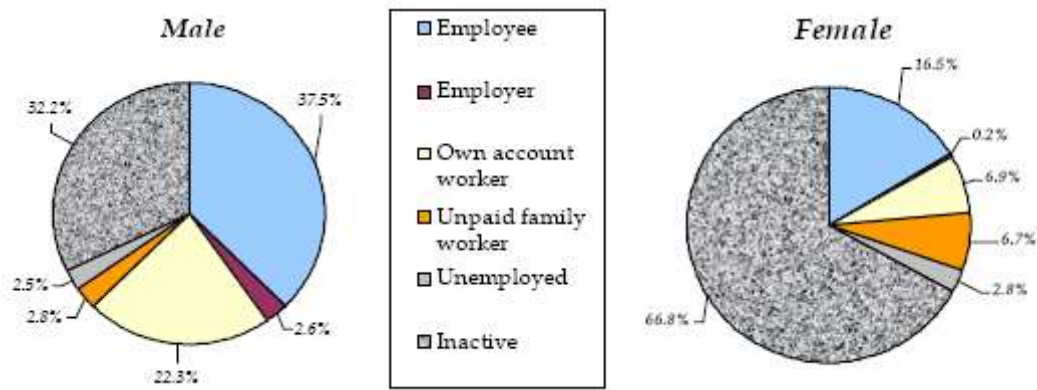 Male
32.2%
37.5%
2.5%
2.8%
2.6%
22.3%
Employee
Employer
Own account
worker
Unpaid family
worker
Unemployed
Inactive
Female
16.5%
0.2%
6.9%
6.7%
2.8%
66.8%